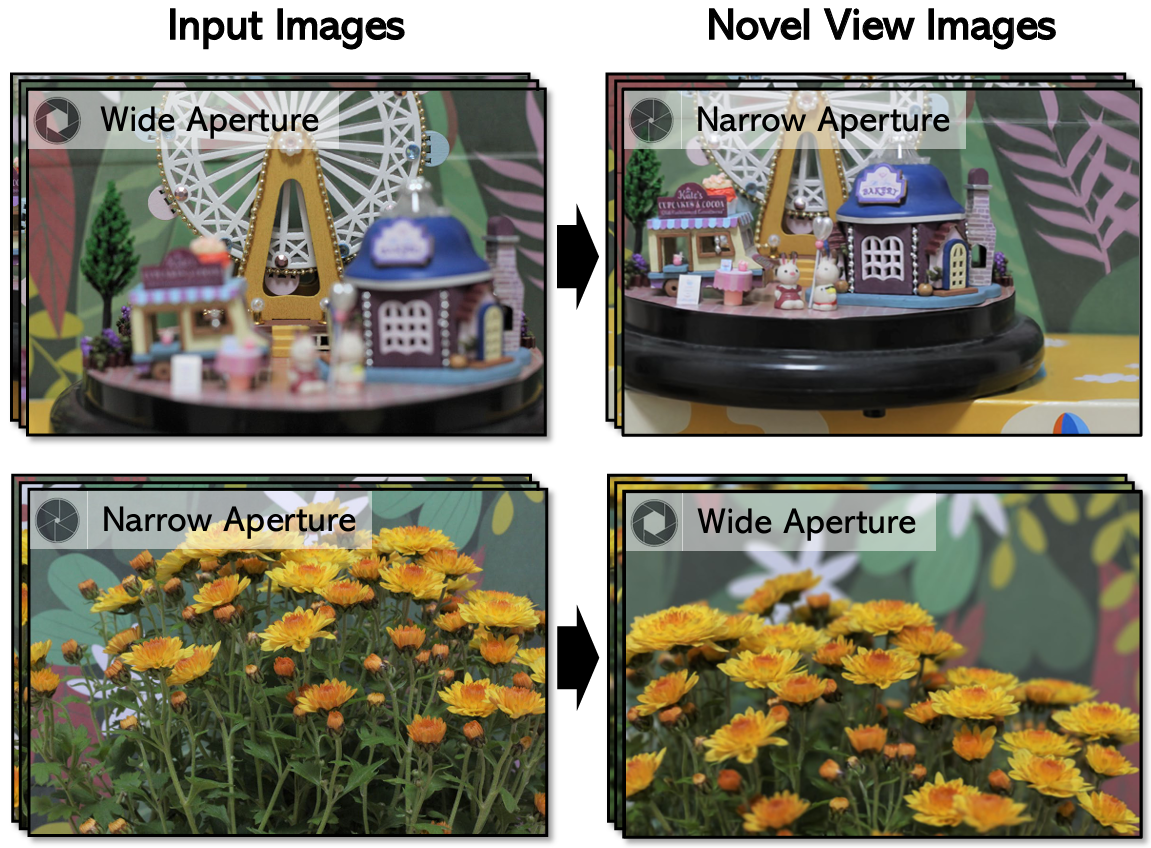 Input Images
Novel View Images
Wide Aperture
Narrow Aperture
Kate's
CUPCAKES & COCOA
BAKERY
Narrow Aperture
Wide Aperture